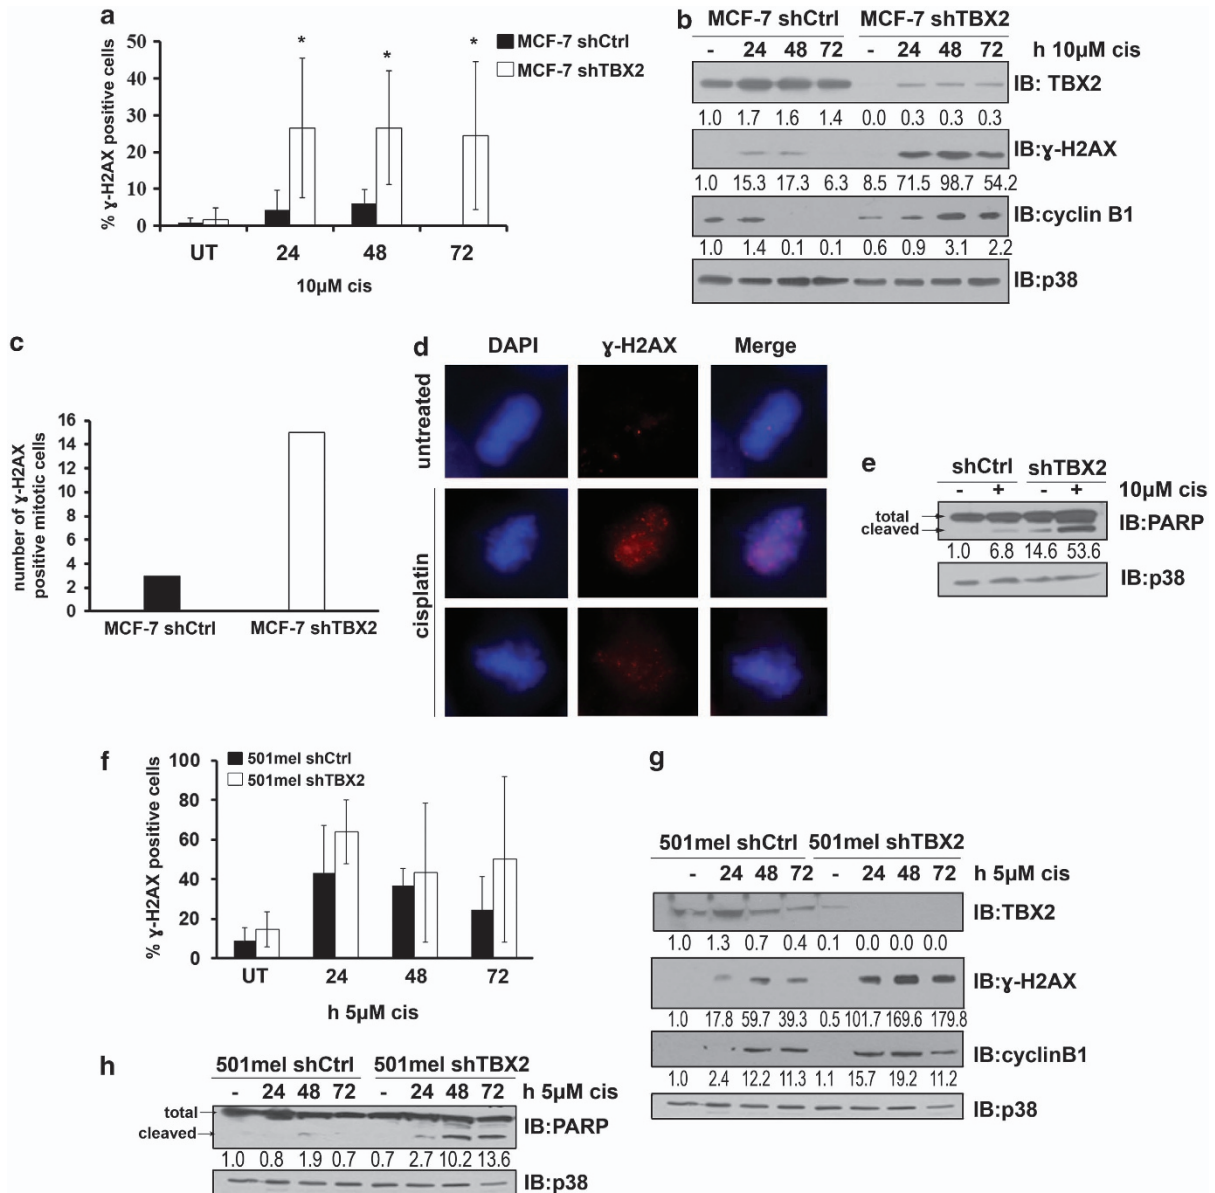 a
% ɣ-H2AX positive cells
50
40
30
20
10
0
* * *
MCF-7 shCtrl
MCF-7 shTBX2
UT 24 48 72
10µM cis
b
MCF-7 shCtrl MCF-7 shTBX2
- 24 48 72 - 24 48 72 h 10µM cis
IB: TBX2
1.0 1.7 1.6 1.4 0.0 0.3 0.3 0.3
IB:ɣ-H2AX
1.0 15.3 17.3 6.3 8.5 71.5 98.7 54.2
IB:cyclin B1
1.0 1.4 0.1 0.1 0.6 0.9 3.1 2.2
IB:p38
c
number of ɣ-H2AX
positive mitotic cells
16
14
12
10
8
6
4
2
0
MCF-7 shCtrl MCF-7 shTBX2
d
DAPI ɣ-H2AX Merge
untreated
cisplatin
e
shCtrl shTBX2
- + - + 10µM cis
total
cleaved
IB:PARP
1.0 6.8 14.6 53.6
IB:p38
f
% ɣ-H2AX positive cells
100
80
60
40
20
0
501mel shCtrl
501mel shTBX2
UT 24 48 72
h 5µM cis
g
501mel shCtrl 501mel shTBX2
- 24 48 72 - 24 48 72 h 5µM cis
IB:TBX2
1.0 1.3 0.7 0.4 0.1 0.0 0.0 0.0
IB:ɣ-H2AX
1.0 17.8 59.7 39.3 0.5 101.7 169.6 179.8
IB:cyclinB1
1.0 2.4 12.2 11.3 1.1 15.7 19.2 11.2
IB:p38
h
501mel shCtrl 501mel shTBX2
- 24 48 72 - 24 48 72 h 5µM cis
total
cleaved
IB:PARP
1.0 0.8 1.9 0.7 0.7 2.7 10.2 13.6
IB:p38